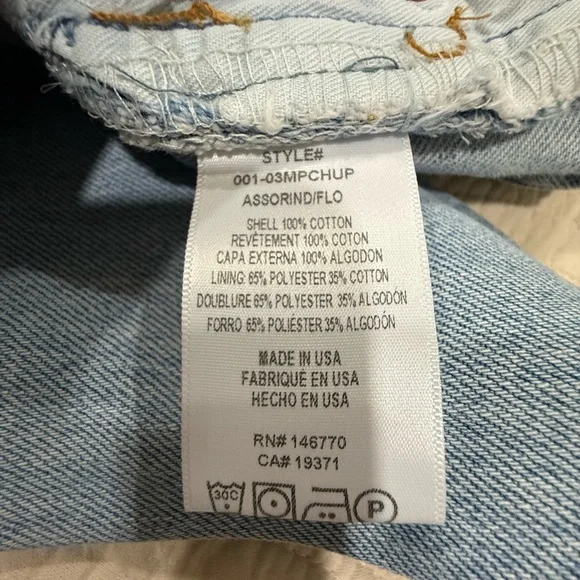 STYLE#
001-03MPCHUP
ASSORIND/FLO
SHELL 100% COTTON
REVÊTEMENT 100% COTON
CAPA EXTERNA 100% ALGODON
LINING: 65% POLYESTER 35% COTTON
DOUBLURE 65% POLYESTER 35% ALGODÓN
FORRO 65% POLIÉSTER 35% ALGODÓN
MADE IN USA
FABRIQUÉ EN USA
HECHO EN USA
RN# 146770
CA# 19371
30C
P